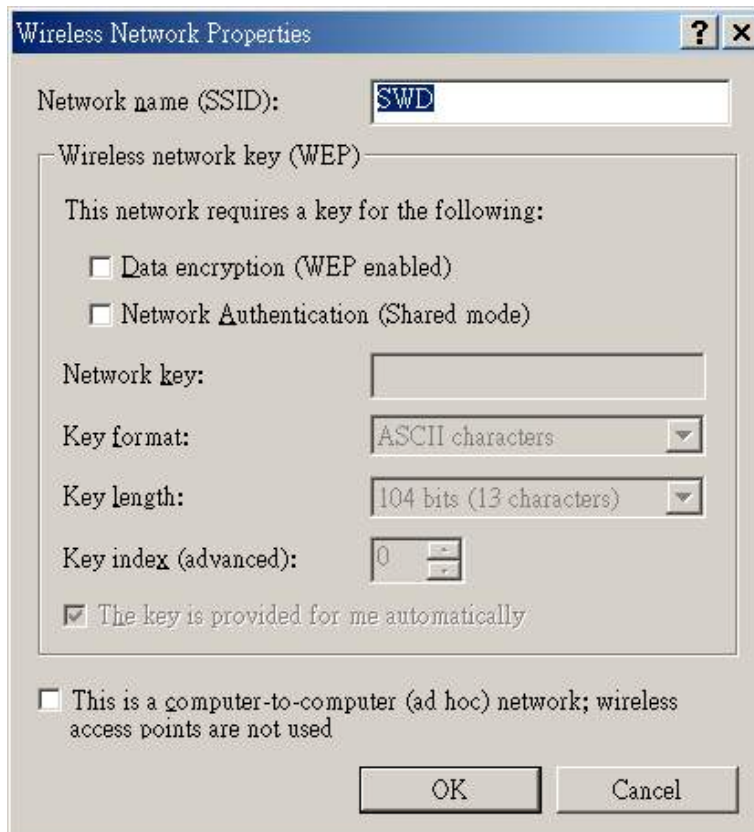 Wireless Network Properties
Network name (SSID): SWD
Wireless network key (WEP)
This network requires a key for the following:
Data encryption (WEP enabled)
Network Authentication (Shared mode)
Network key:
Key format: ASCII characters
Key length: 104 bits (13 characters)
Key index (advanced): 0
The key is provided for me automatically
This is a computer-to-computer (ad hoc) network; wireless
access points are not used
OK Cancel